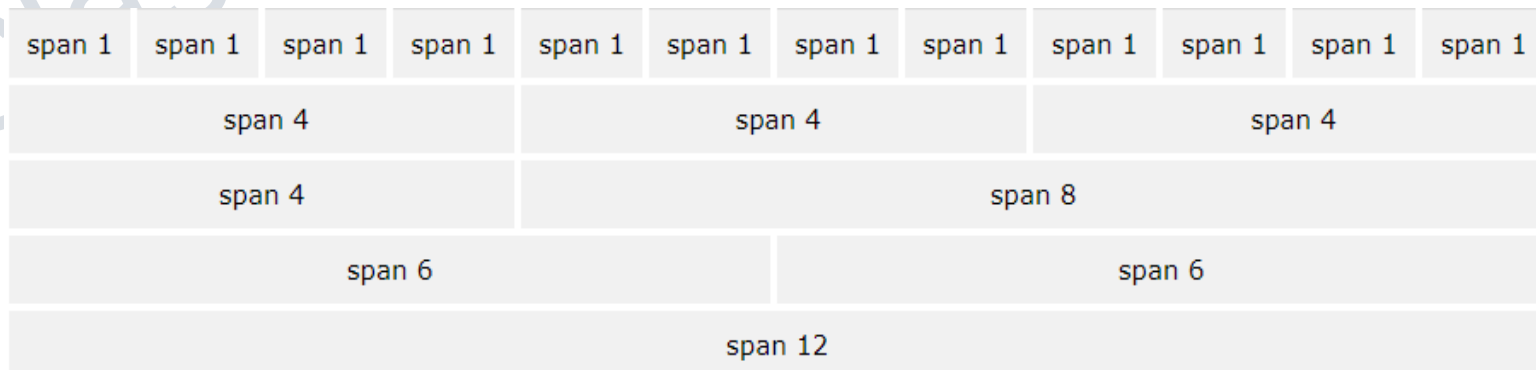 span 1 span 1 span 1 span 1 span 1 span 1 span 1 span 1 span 1 span 1 span 1 span 1
span 4 span 4 span 4
span 4 span 8
span 6 span 6
span 12